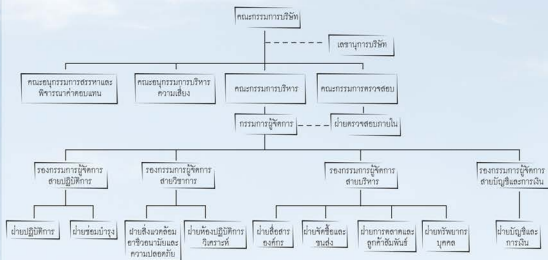 คณะกรรมการบริษัท
เลขานุการบริษัท
คณะอนุกรรมการสรรหาและ
พิจารณาค่าตอบแทน
คณะอนุกรรมการบริหาร
ความเสี่ยง
คณะกรรมการบริหาร
คณะกรรมการตรวจสอบ
กรรมการผู้จัดการ
ฝ่ายตรวจสอบภายใน
รองกรรมการผู้จัดการ
สายปฏิบัติการ
รองกรรมการผู้จัดการ
สายวิชาการ
รองกรรมการผู้จัดการ
สายบริหาร
รองกรรมการผู้จัดการ
สายบัญชีและการเงิน
ฝ่ายปฏิบัติการ
ฝ่ายซ่อมบำรุง
ฝ่ายสิ่งแวดล้อม
อาชีวอนามัยและ
ความปลอดภัย
ฝ่ายห้องปฏิบัติการ
วิเคราะห์
ฝ่ายสื่อสาร
องค์กร
ฝ่ายจัดซื้อและ
ขนส่ง
ฝ่ายการตลาดและ
ลูกค้าสัมพันธ์
ฝ่ายทรัพยากร
บุคคล
ฝ่ายบัญชีและ
การเงิน